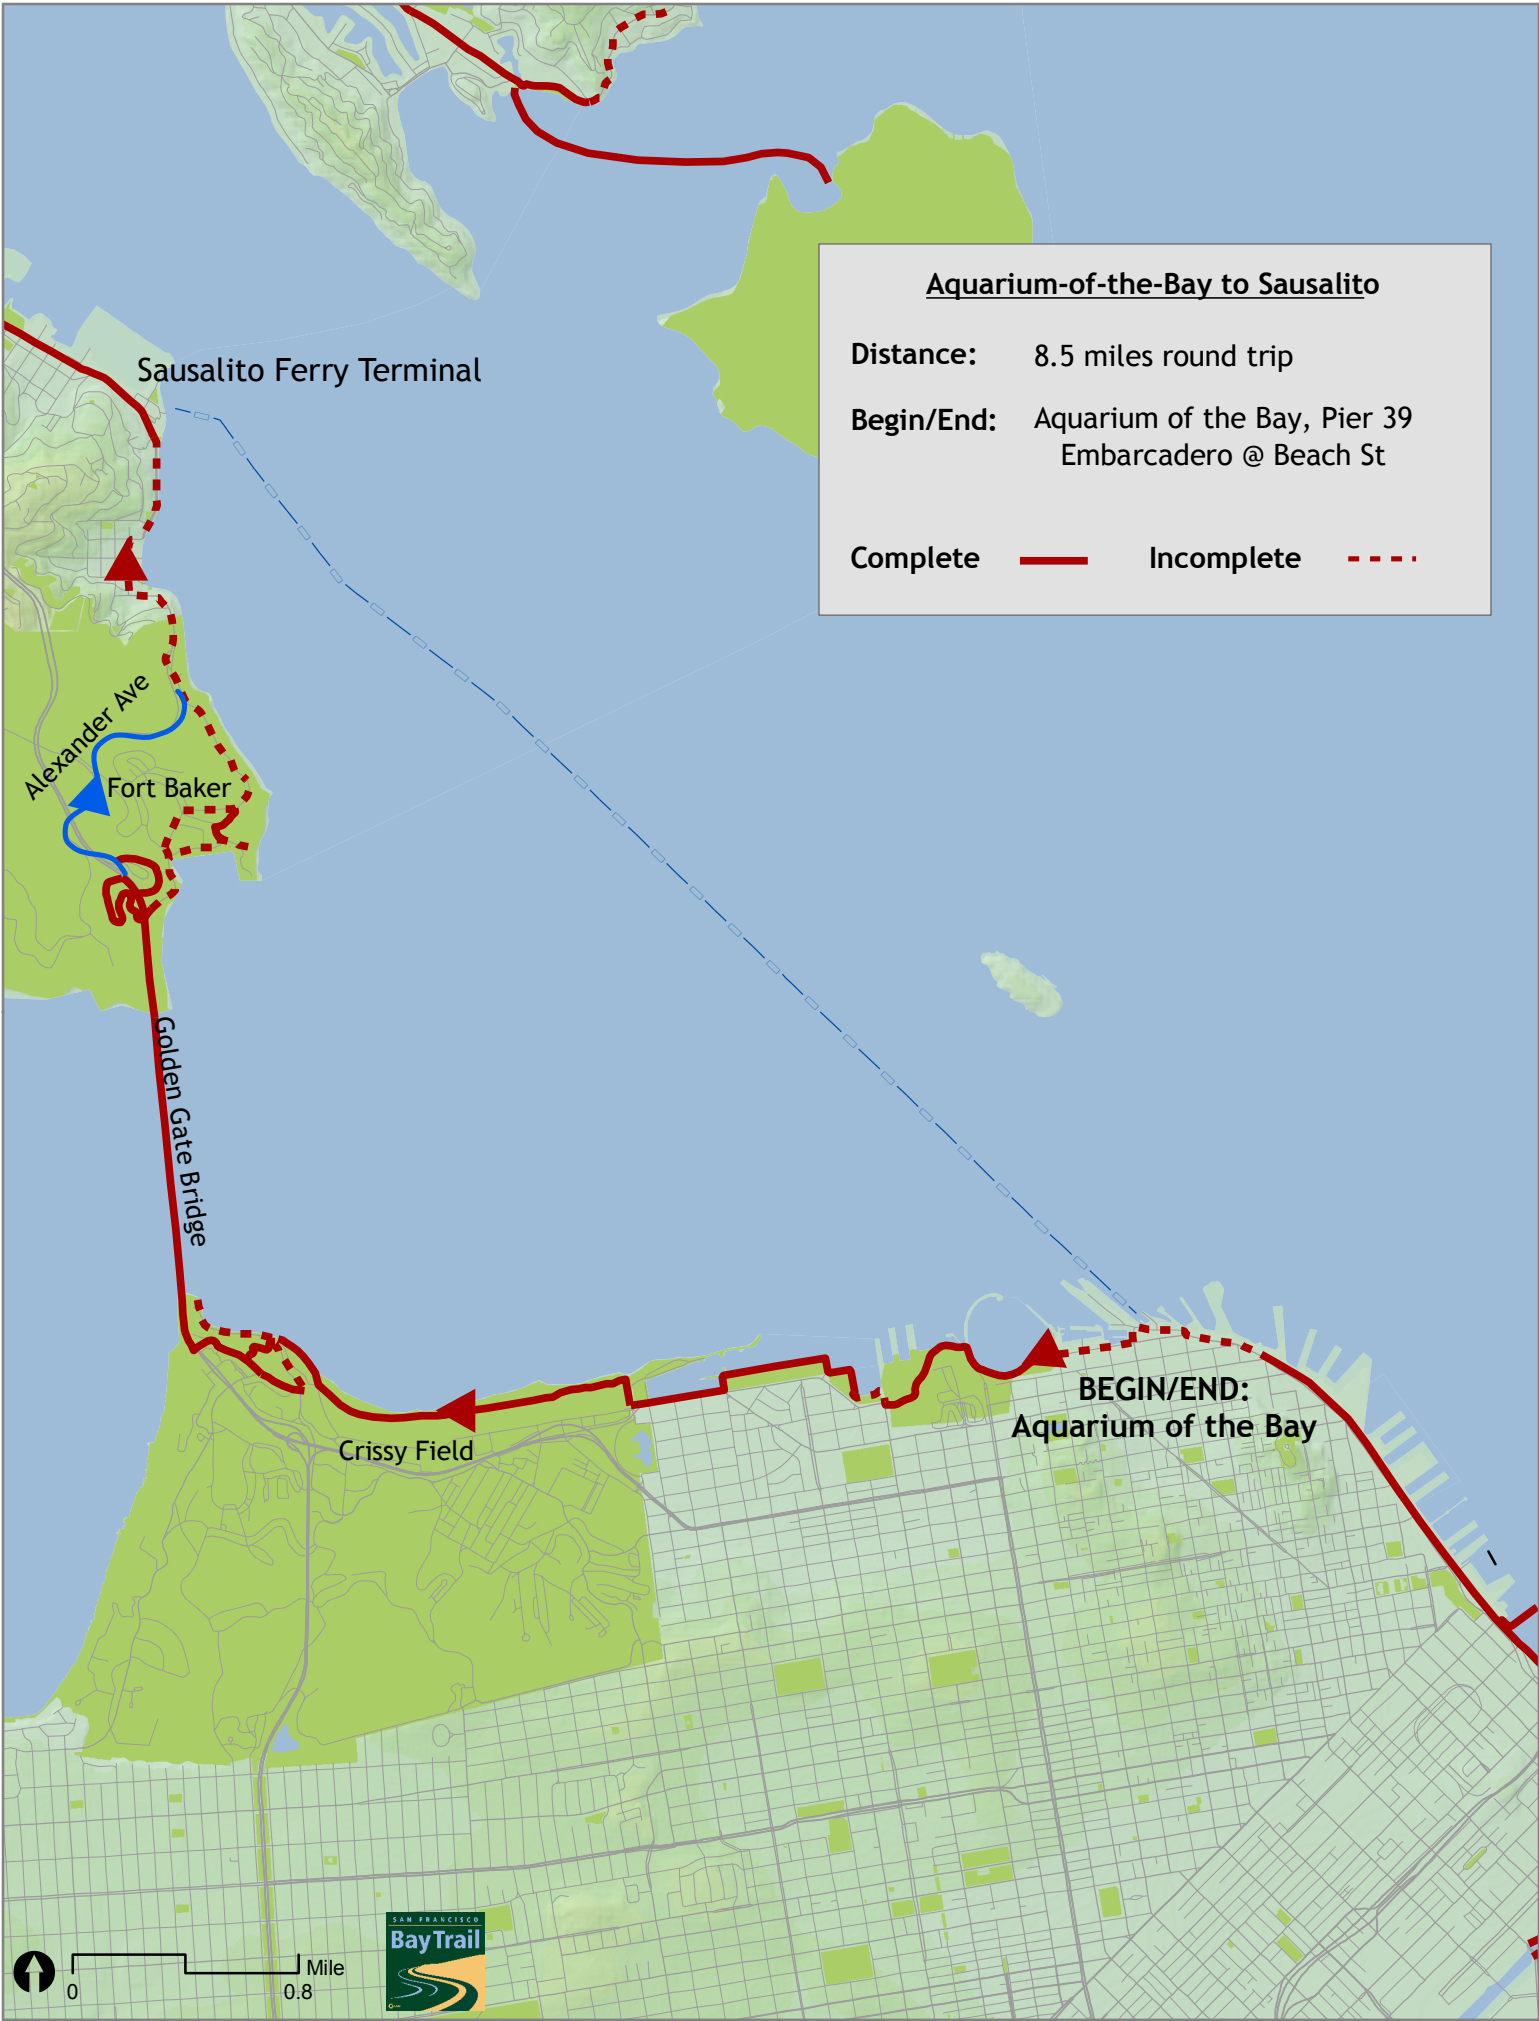 Aquarium-of-the-Bay to Sausalito
Distance: 8.5 miles round trip
Begin/End: Aquarium of the Bay, Pier 39
Embarcadero @ Beach St
Complete Incomplete
Sausalito Ferry Terminal
Alexander Ave
Fort Baker
Golden Gate Bridge
BEGIN/END:
Aquarium of the Bay
Crissy Field
SAN FRANCISCO
BayTrail
Mile
0 0.8